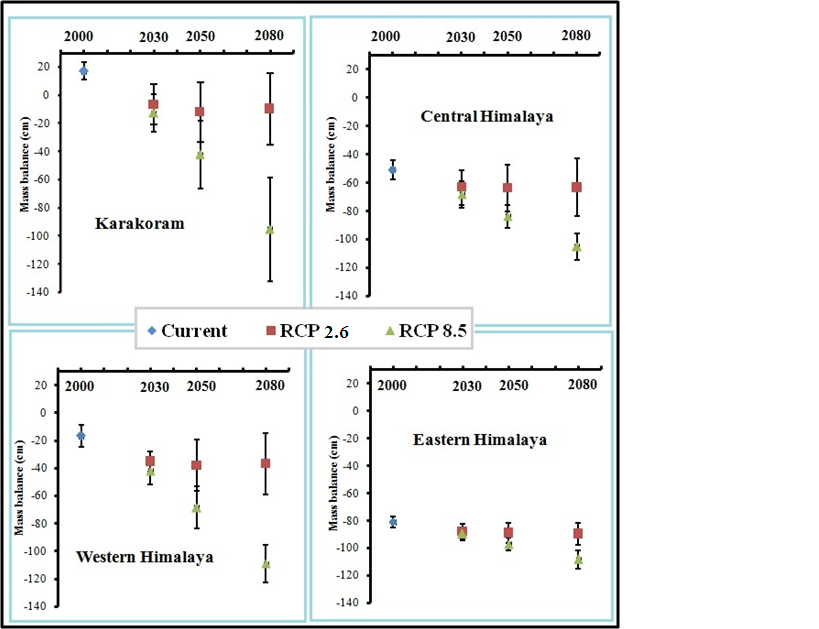 2000 2030 2050 2080
20
0
-20
-40
-60
-80
-100
-120
-140
Mass balance (cm)
Karakoram
2000 2030 2050 2080
20
0
-20
-40
-60
-80
-100
-120
-140
Mass balance (cm)
Central Himalaya
Current RCP 2.6 RCP 8.5
2000 2030 2050 2080
20
0
-20
-40
-60
-80
-100
-120
-140
Mass balance (cm)
Western Himalaya
2000 2030 2050 2080
20
0
-20
-40
-60
-80
-100
-120
-140
Mass balance (cm)
Eastern Himalaya